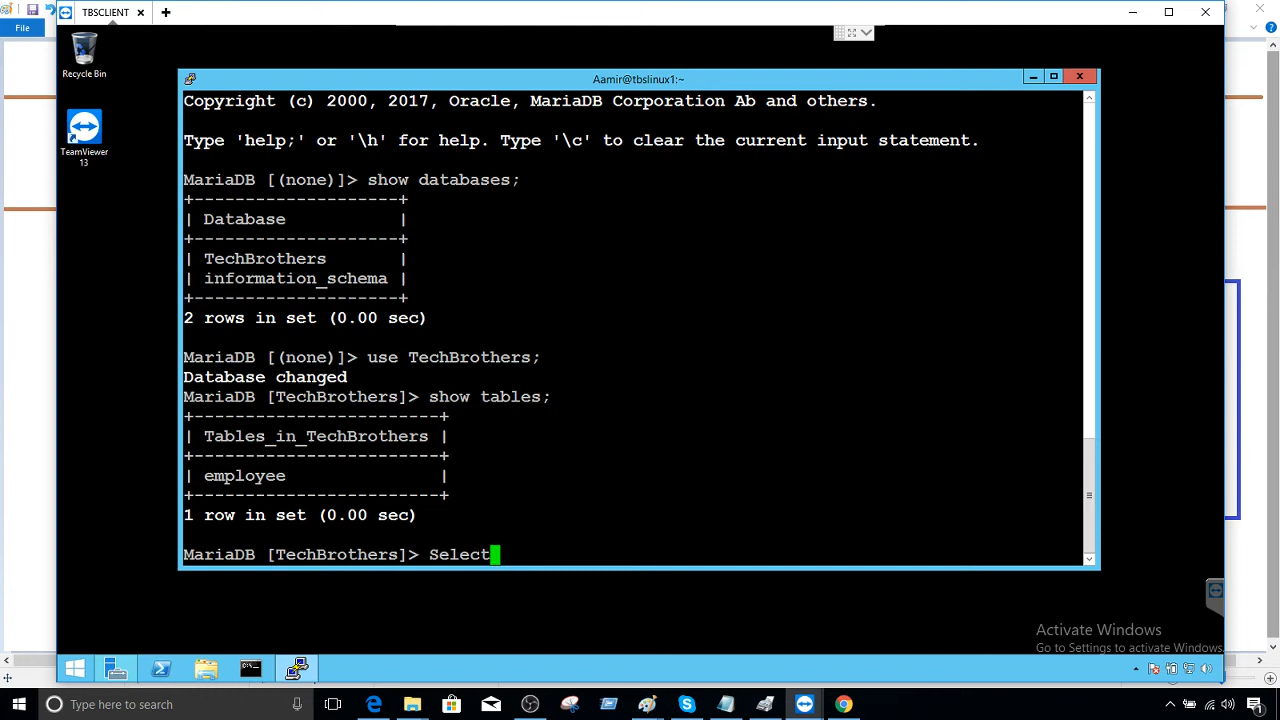 TBSCLIENT
File
Recycle Bin
TeamViewer
13
Aamir@tbslinux1:~
Copyright (c) 2000, 2017, Oracle, MariaDB Corporation Ab and others.
Type 'help;' or '\h' for help. Type '\c' to clear the current input statement.
MariaDB [(none)]> show databases;
+--------------------+
| Database           |
+--------------------+
| TechBrothers       |
| information_schema |
+--------------------+
2 rows in set (0.00 sec)
MariaDB [(none)]> use TechBrothers;
Database changed
MariaDB [TechBrothers]> show tables;
+------------------------+
| Tables_in_TechBrothers |
+------------------------+
| employee               |
+------------------------+
1 row in set (0.00 sec)
MariaDB [TechBrothers]> Select
Activate Windows
Go to Settings to activate Windows.
Type here to search